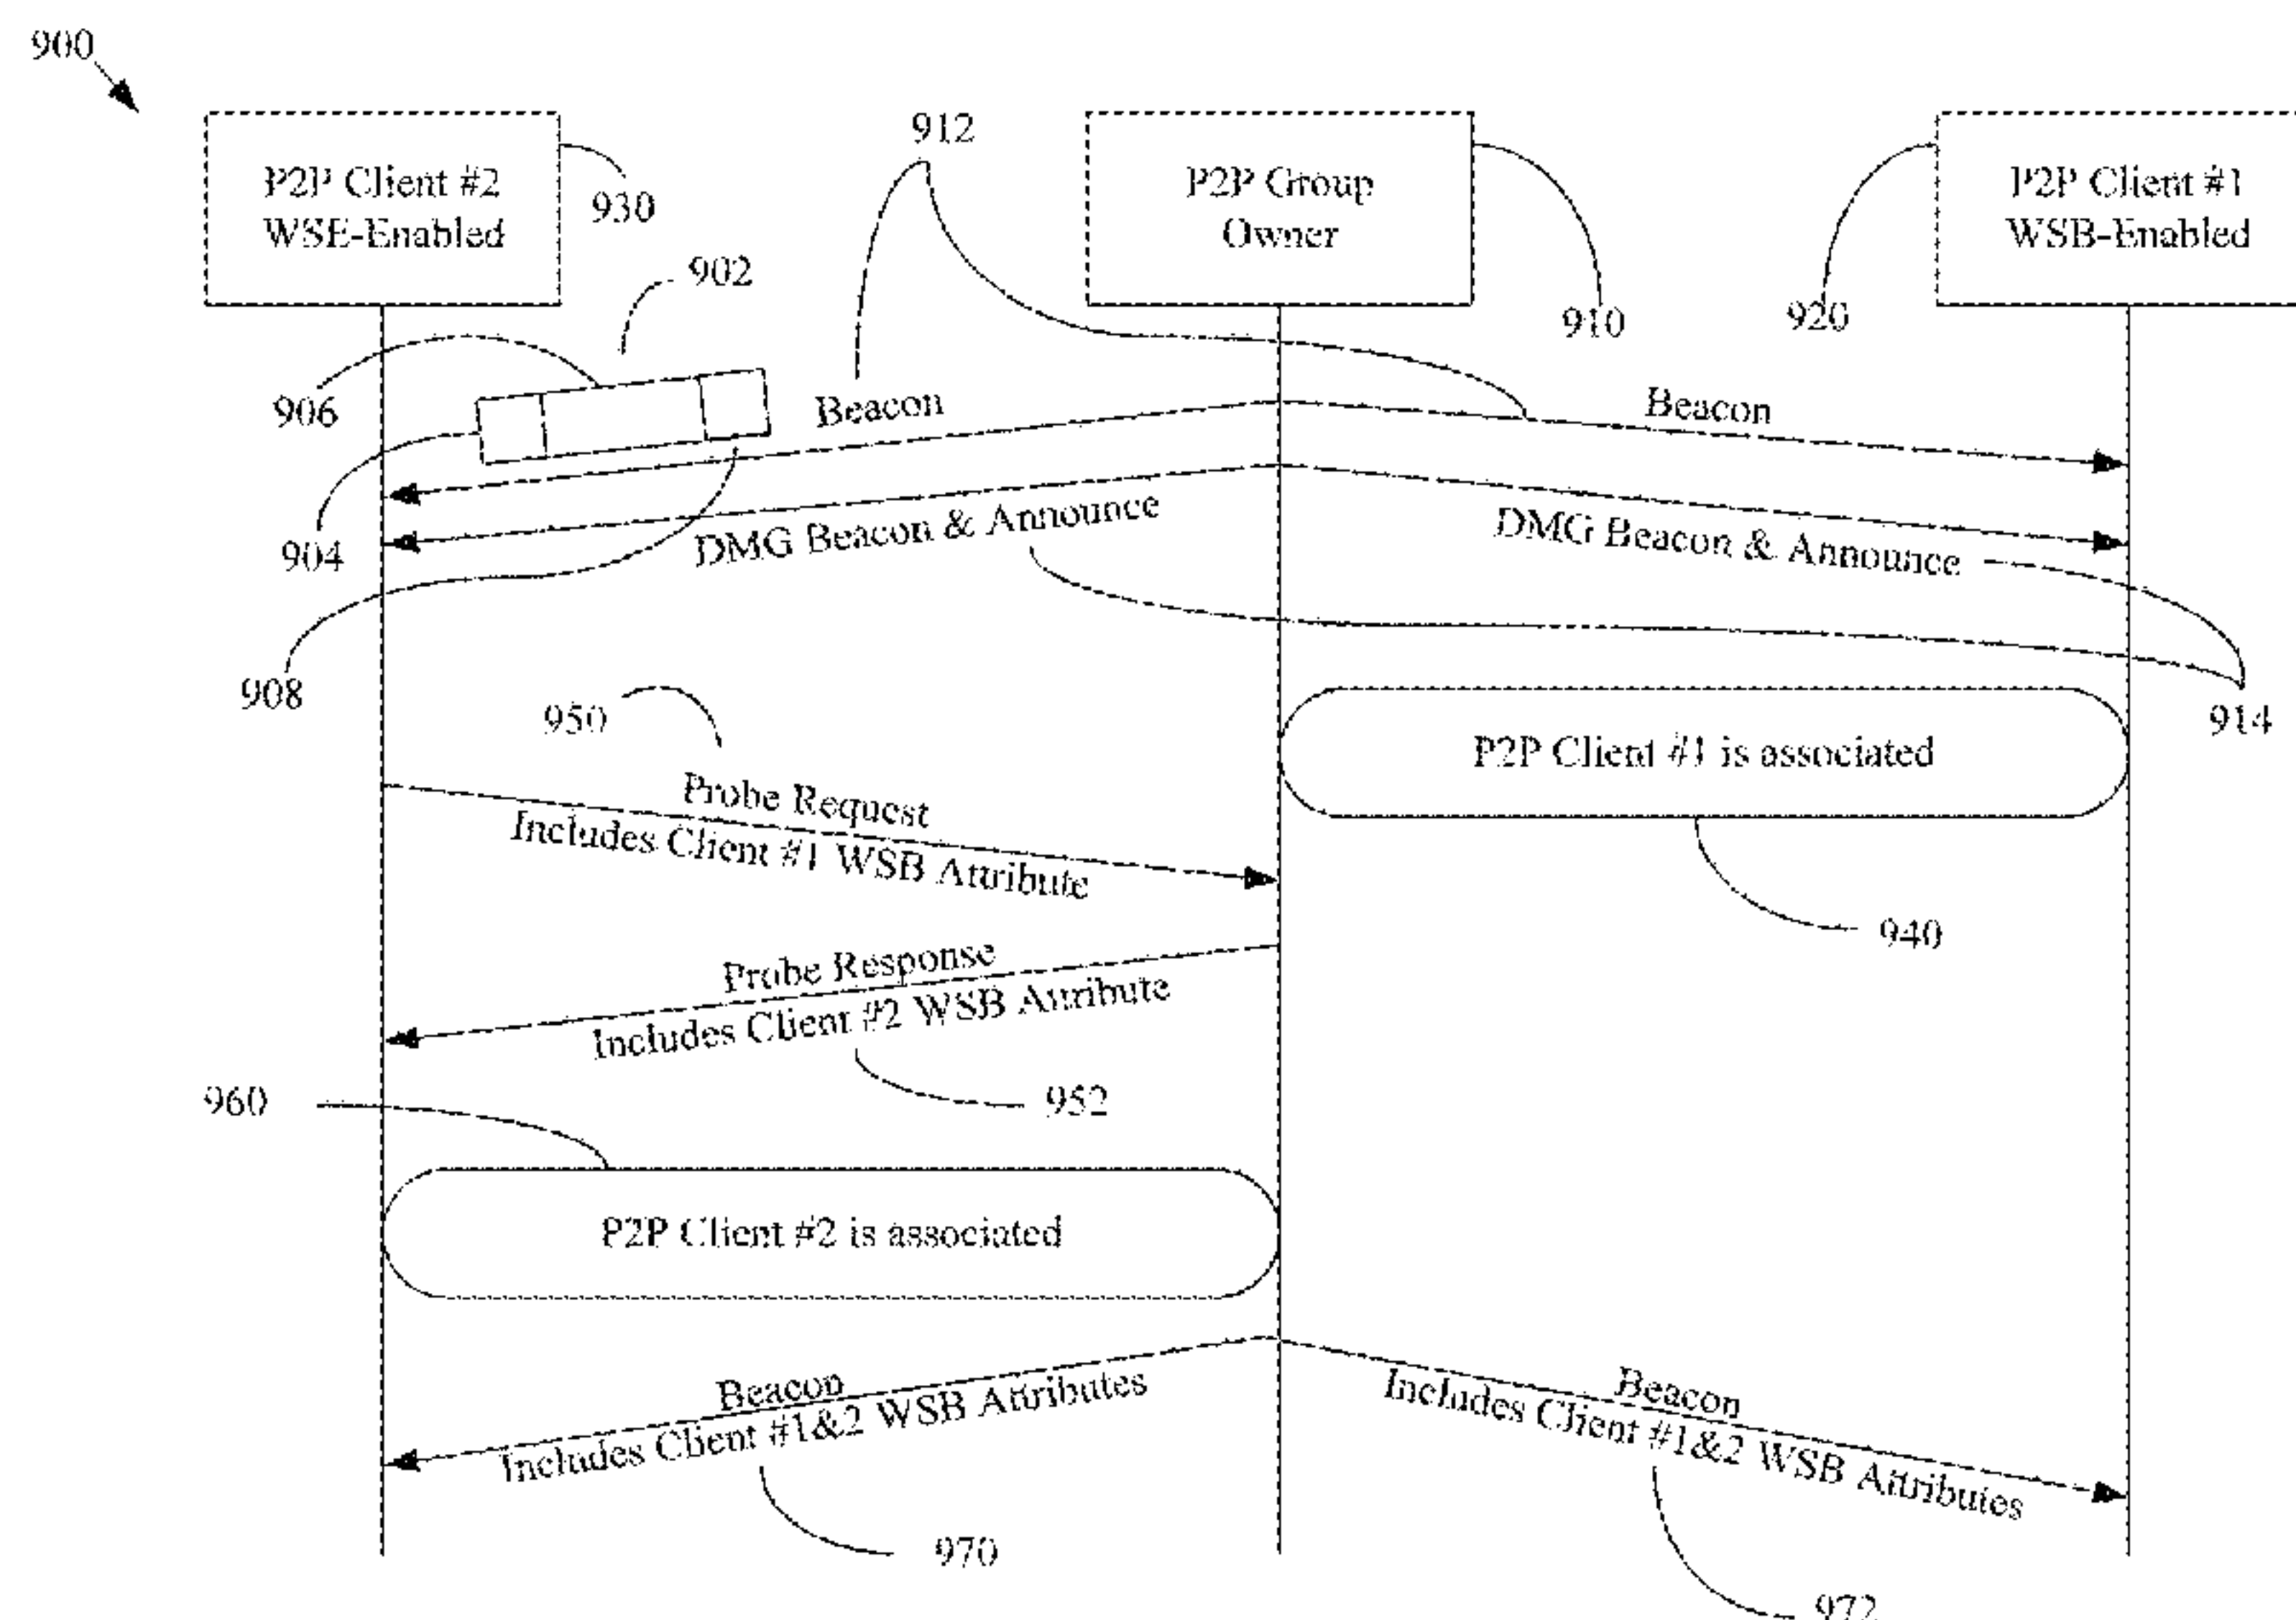 900
912
P2P Client #2
WSE-Enabled
930
P2P Group
Owner
910
P2P Client #1
WSB-Enabled
920
902
906
Beacon
Beacon
904
DMG Beacon & Announce
DMG Beacon & Announce
908
914
950
P2P Client #1 is associated
Probe Request
Includes Client #1 WSB Attribute
940
Probe Response
Includes Client #2 WSB Attribute
960
952
P2P Client #2 is associated
Beacon
Includes Client #1&2 WSB Attributes
Beacon
Includes Client #1&2 WSB Attributes
970
972